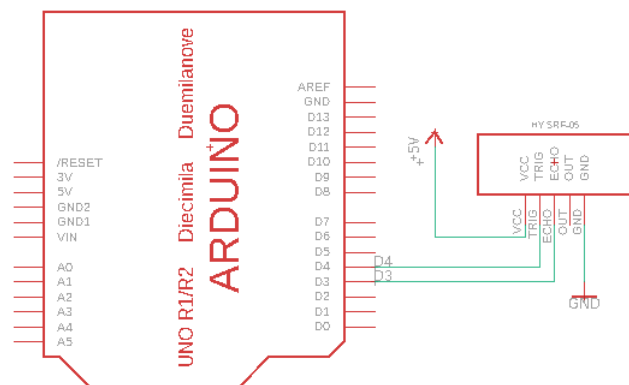 /RESET
3V
5V
GND2
GND1
VIN
A0
A1
A2
A3
A4
A5
UNO R1/R2 Diecimila Duemilanove
ARDUINO
AREF
GND
D13
D12
D11
D10
D9
D8
D7
D6
D5
D4
D3
D2
D1
D0
D4
D3
+5V
HY SRF-05
VCC
TRIG
ECHO
OUT
GND
VCC
TRIG
ECHO
OUT
GND
GND